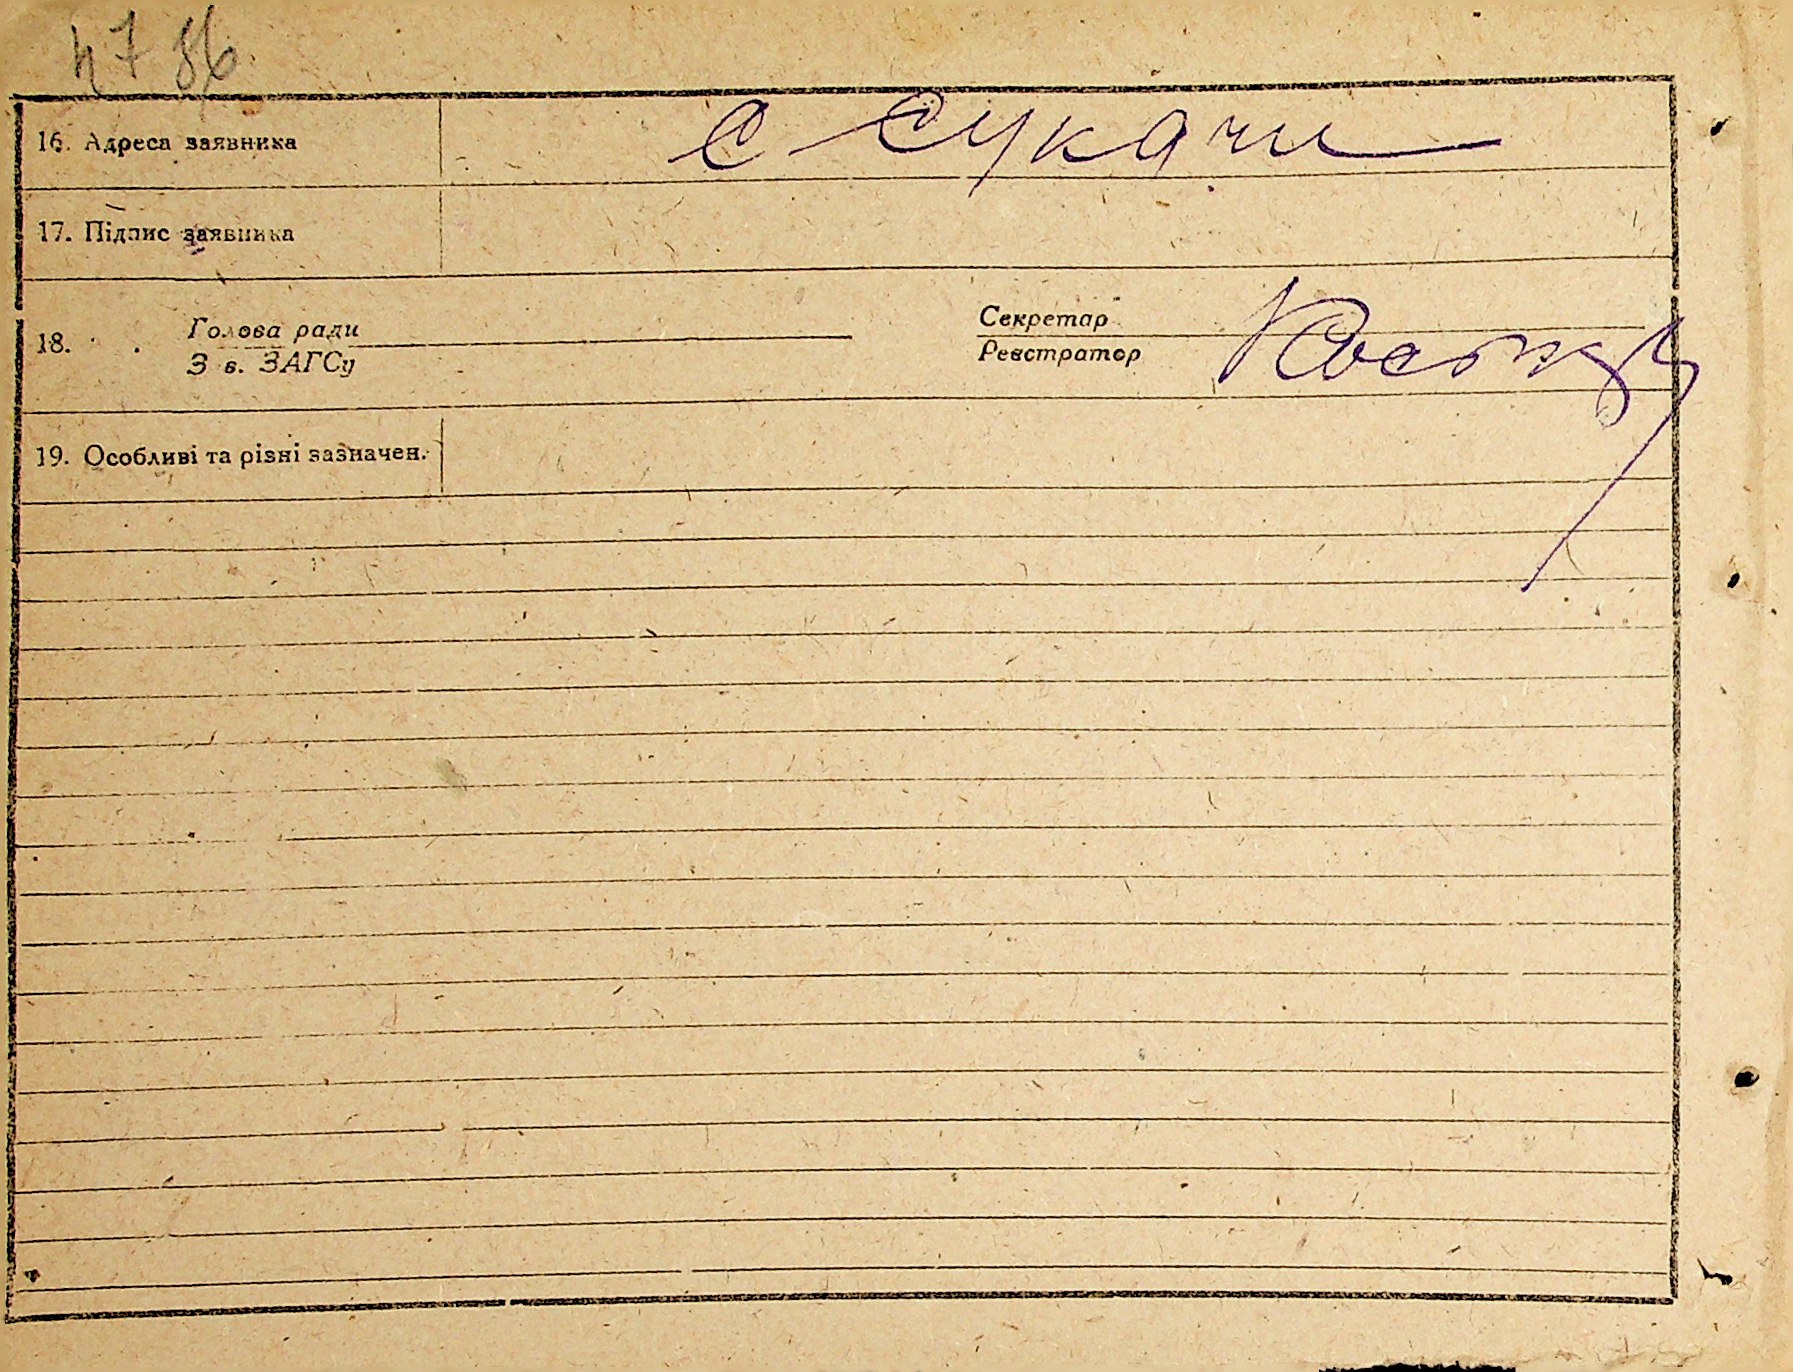 47 86
16. Адреса заявника С Сукачи
17. Підпис заявника
18. Голова ради Секретар
З в. ЗАГСу Реєстратор
19. Особливі та різні зазначен.